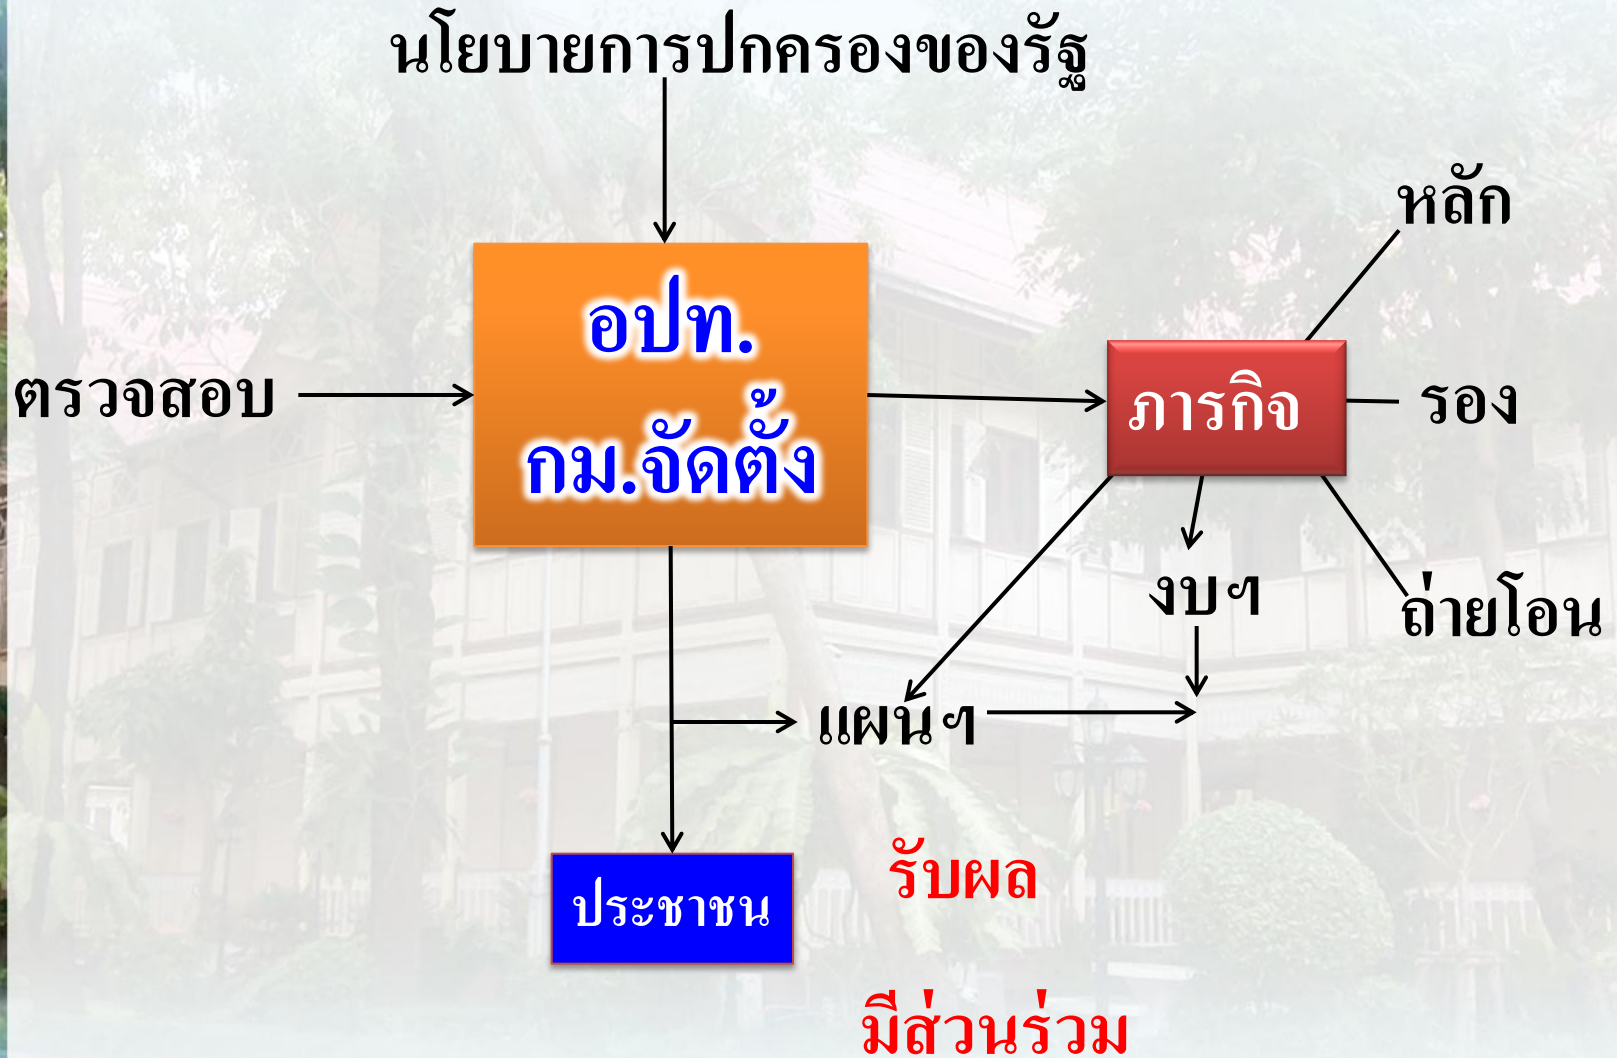 นโยบายการปกครองของรัฐ
หลัก
อปท.
ตรวจสอบ
ภารกิจ
รอง
กม.จัดตั้ง
งบฯ
ถ่ายโอน
แผนฯ
รับผล
ประชาชน
มีส่วนร่วม